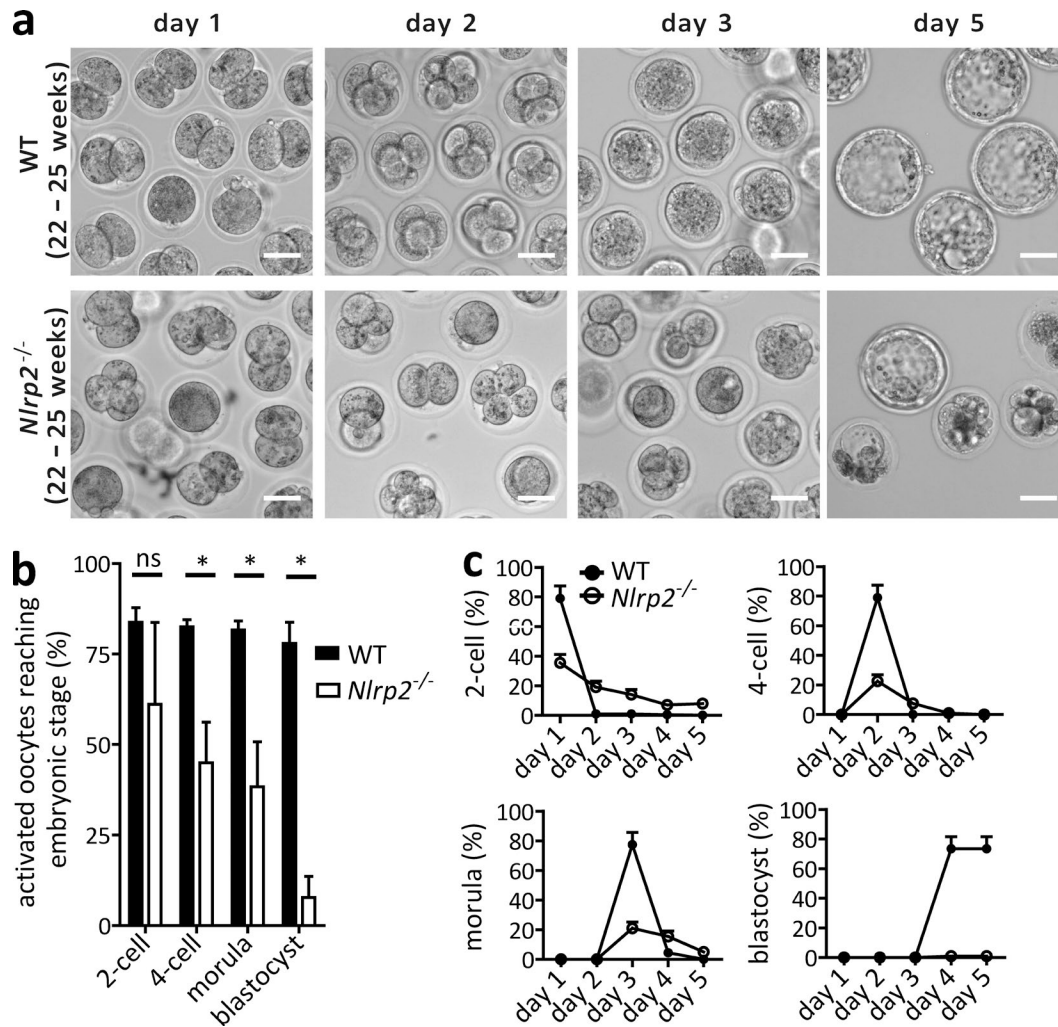 a
day 1
day 2
day 3
day 5
WT
(22 – 25 weeks)
Nlrp2-/-
(22 – 25 weeks)
b
activated oocytes reaching
embryonic stage (%)
100
75
50
25
0
ns
*
*
*
WT
Nlrp2-/-
2-cell
4-cell
morula
blastocyst
c
WT
Nlrp2-/-
2-cell (%)
100
80
60
40
20
0
day 1
day 2
day 3
day 4
day 5
4-cell (%)
100
80
60
40
20
0
day 1
day 2
day 3
day 4
day 5
morula (%)
100
80
60
40
20
0
day 1
day 2
day 3
day 4
day 5
blastocyst (%)
100
80
60
40
20
0
day 1
day 2
day 3
day 4
day 5